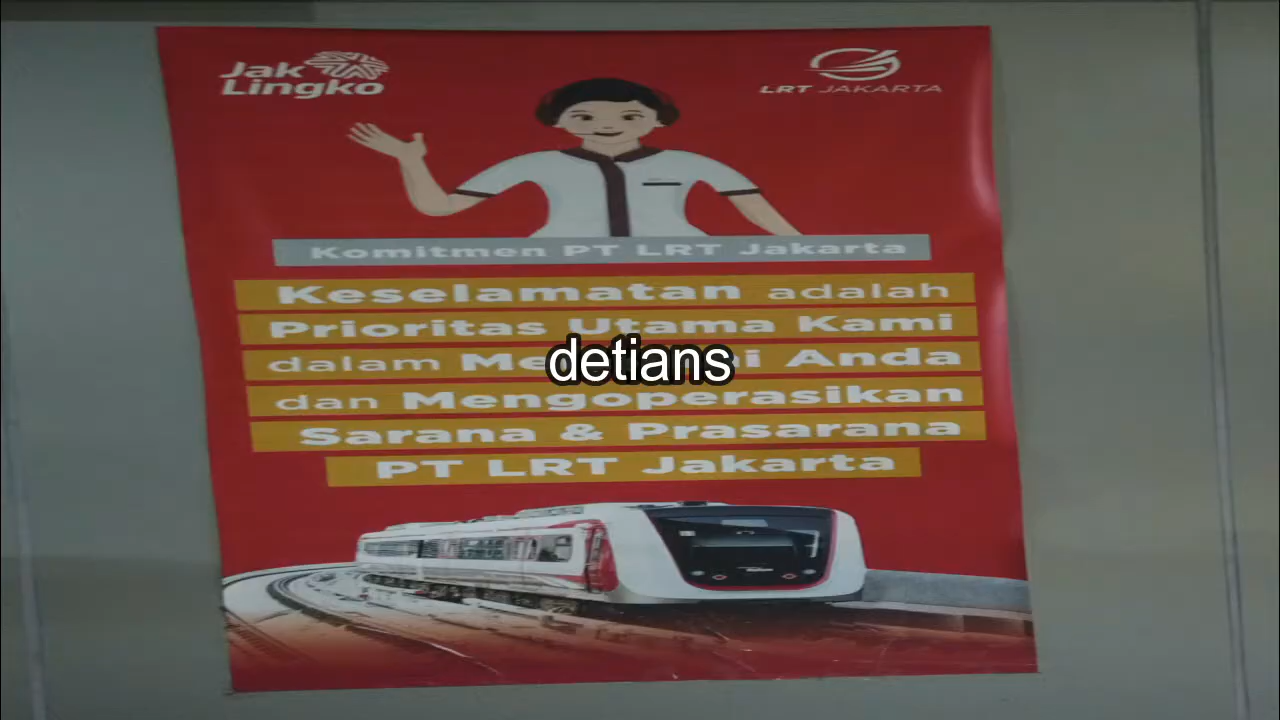 Jak
Lingko
LRT JAKARTA
Komitmen PT LRT Jakarta
Keselamatan adalah
Prioritas Utama Kami
dalam Anda
detians
dan Mengoperasikan
Sarana & Prasarana
PT LRT Jakarta